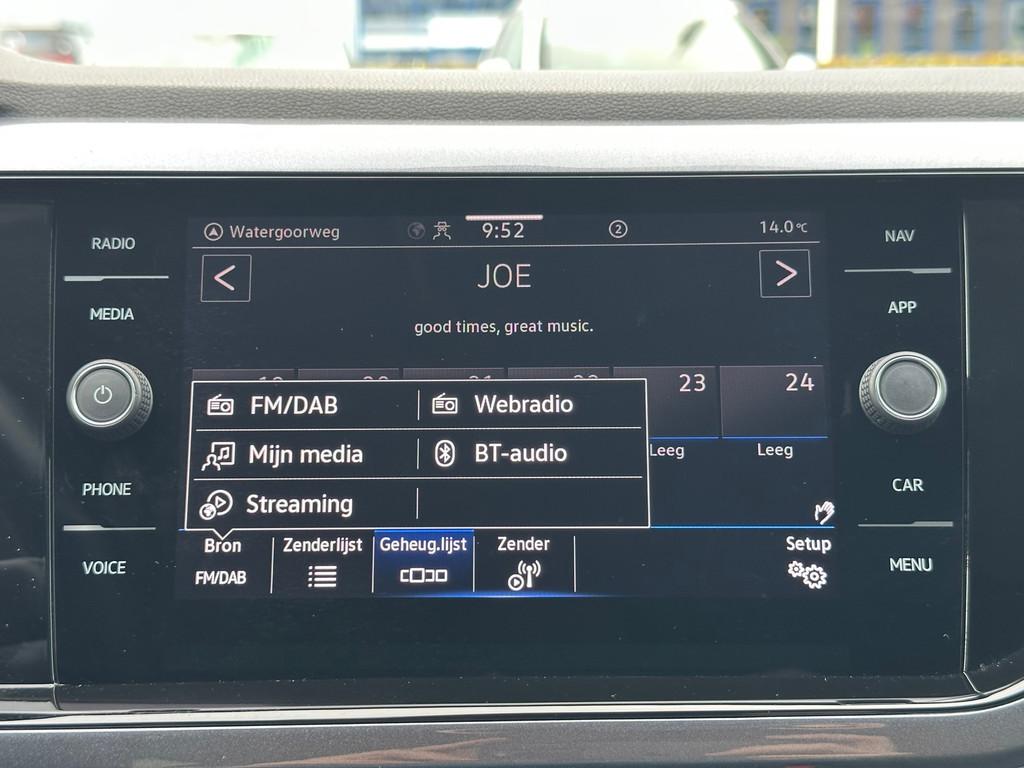 RADIO
MEDIA
PHONE
VOICE
Watergoorweg
9:52
2
14.0°C
<
JOE
>
good times, great music.
23
24
FM/DAB
Webradio
Mijn media
BT-audio
Streaming
Leeg
Leeg
Bron
FM/DAB
Zenderlijst
Geheug.lijst
Zender
Setup
NAV
APP
CAR
MENU